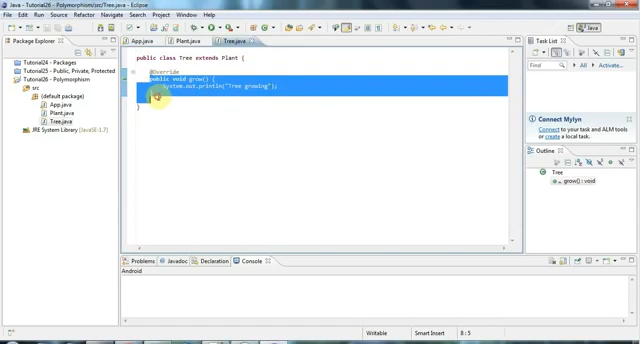 Java - Tutorial26 - Polymorphism/src/Tree.java - Eclipse
File Edit Source Refactor Navigate Search Project Window Help
Java
Package Explorer
Tutorial24 - Packages
Tutorial25 - Public, Private, Protected
Tutorial26 - Polymorphism
src
(default package)
App.java
Plant.java
Tree.java
JRE System Library [JavaSE-1.7]
App.java Plant.java Tree.java
public class Tree extends Plant {
@Override
public void grow() {
System.out.println("Tree growing");
}
}
Task List
Find All Activate...
Connect Mylyn
Connect to your task and ALM tools
or create a local task.
Outline
Tree
grow() : void
Problems Javadoc Declaration Console
Android
Writable Smart Insert 8 : 5